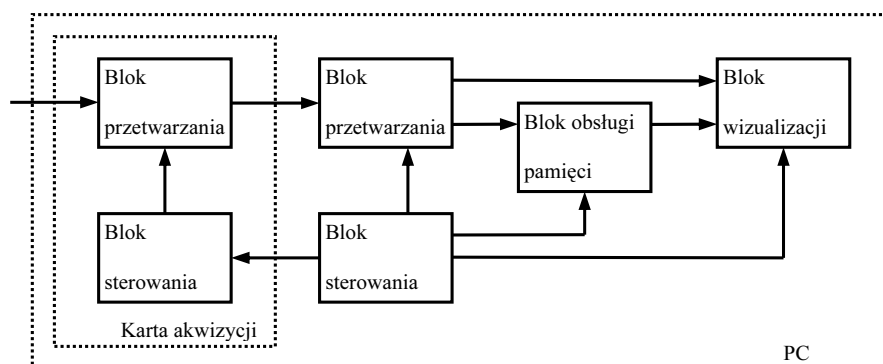 Blok
przetwarzania
Blok
przetwarzania
Blok
wizualizacji
Blok obsługi
pamięci
Blok
sterowania
Blok
sterowania
Karta akwizycji
PC